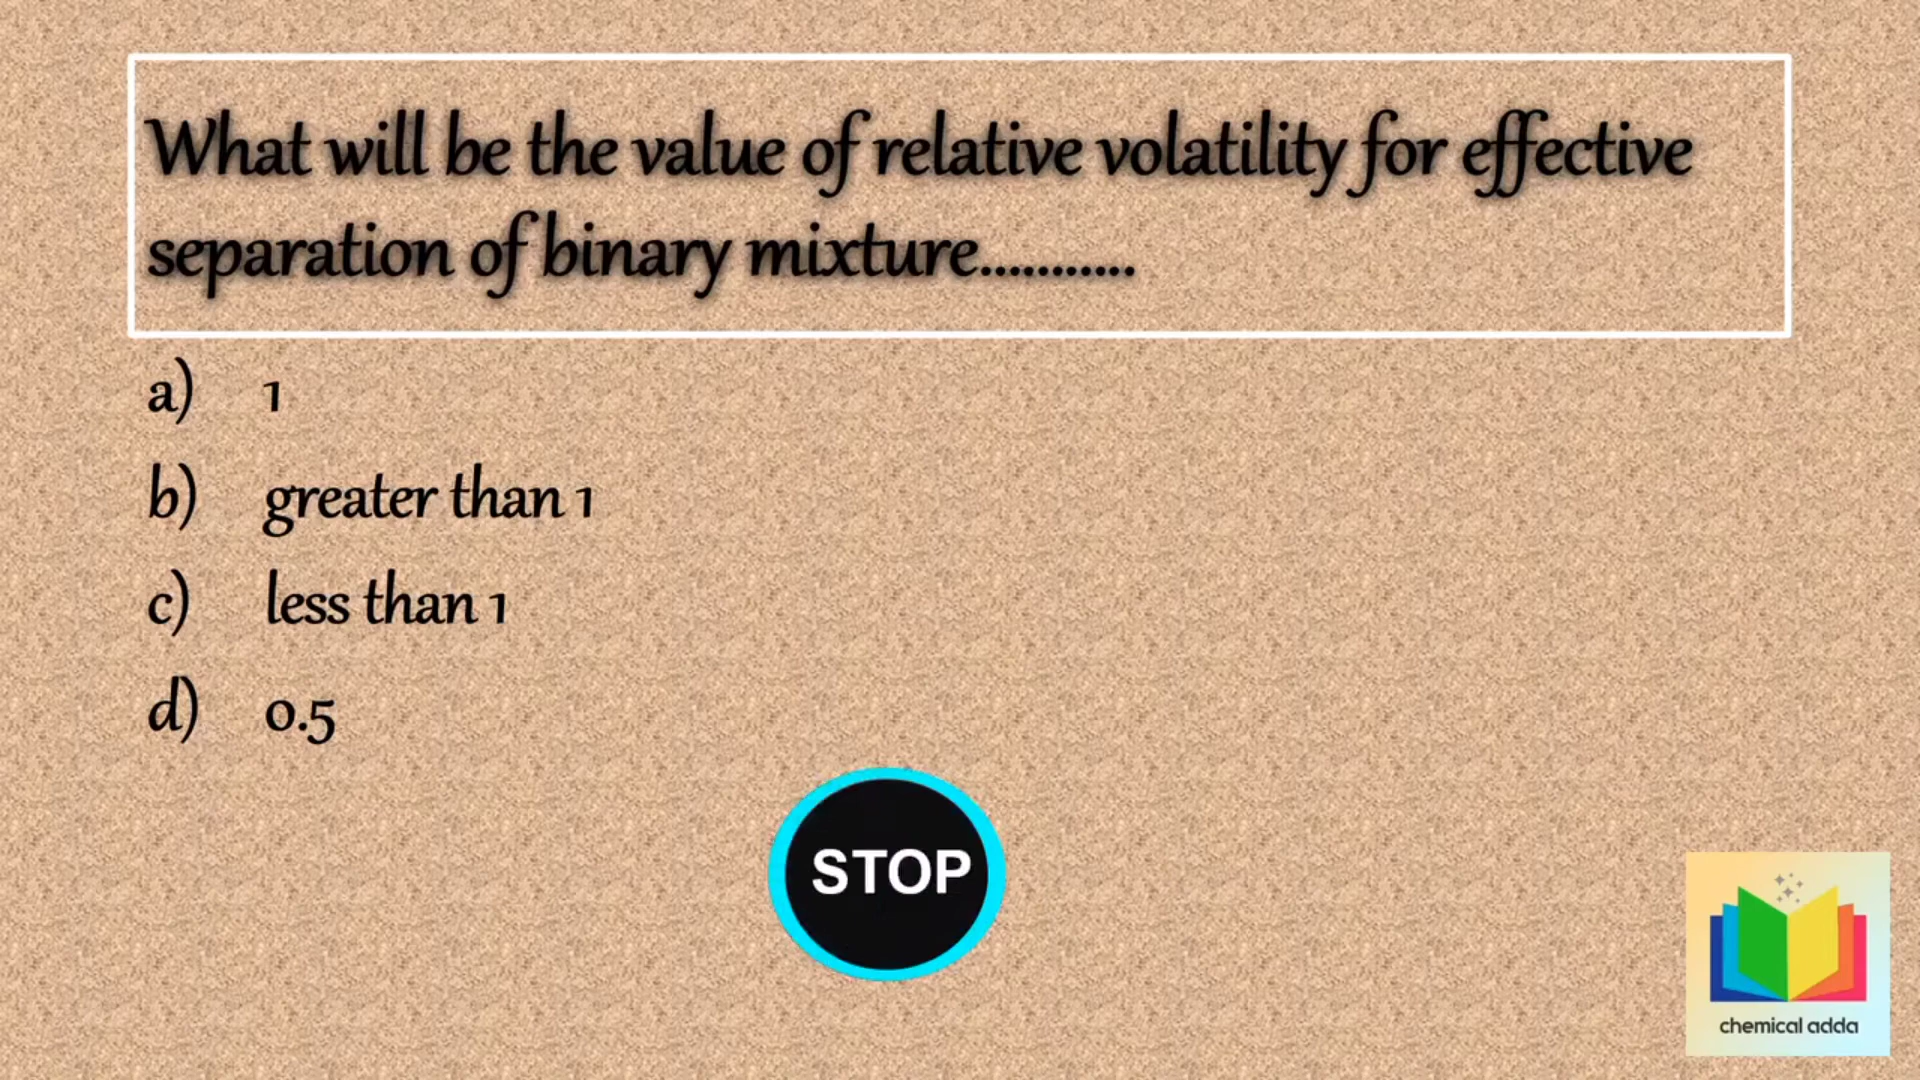 What will be the value of relative volatility for effective
separation of binary mixture...........
a) 1
b) greater than 1
c) less than 1
d) 0.5
STOP
chemical adda